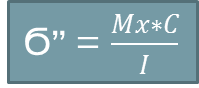 б” = Mx*C / I